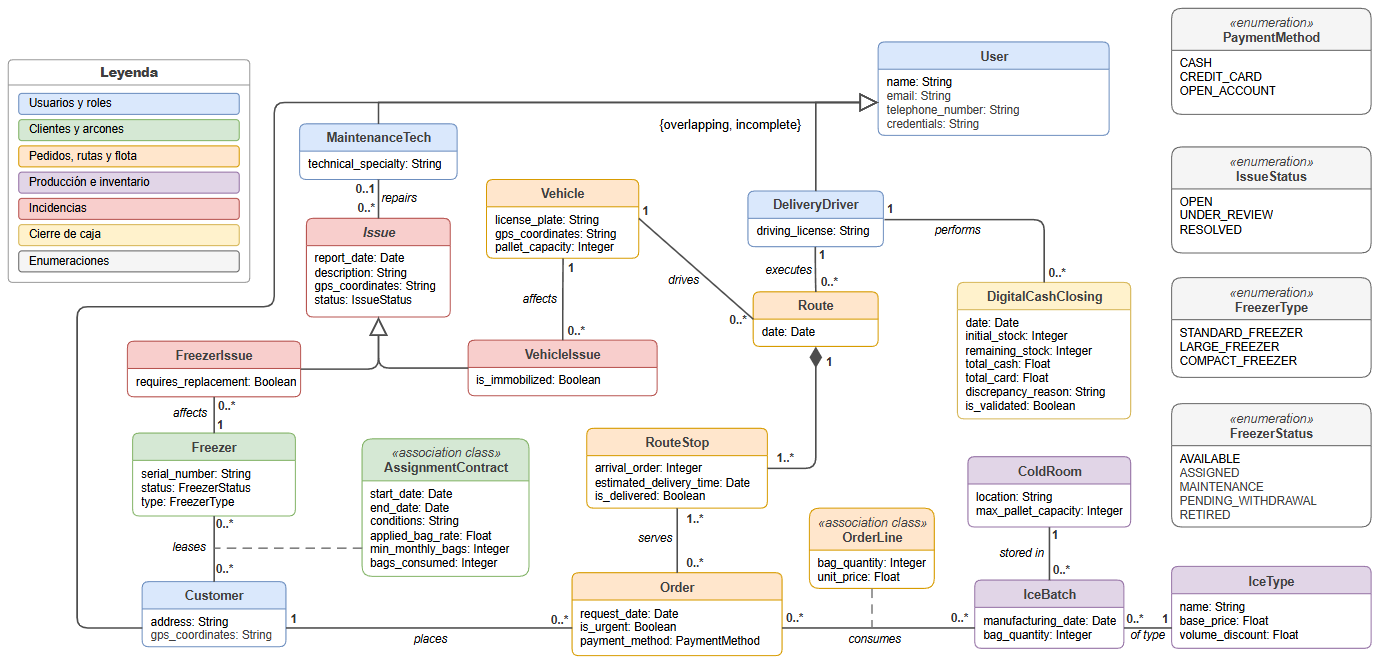 Leyenda
Usuarios y roles
Clientes y arcones
Pedidos, rutas y flota
Producción e inventario
Incidencias
Cierre de caja
Enumeraciones
User
name: String
email: String
telephone_number: String
credentials: String
{overlapping, incomplete}
MaintenanceTech
technical_specialty: String
0..1
repairs
0..*
Issue
report_date: Date
description: String
gps_coordinates: String
status: IssueStatus
Vehicle
license_plate: String
gps_coordinates: String
pallet_capacity: Integer
1
drives
0..*
1
affects
0..*
DeliveryDriver
driving_license: String
1
performs
0..*
1
executes
0..*
Route
date: Date
1
1..*
DigitalCashClosing
date: Date
initial_stock: Integer
remaining_stock: Integer
total_cash: Float
total_card: Float
discrepancy_reason: String
is_validated: Boolean
FreezerIssue
requires_replacement: Boolean
VehicleIssue
is_immobilized: Boolean
0..*
affects
1
Freezer
serial_number: String
status: FreezerStatus
type: FreezerType
0..*
leases
0..*
«association class»
AssignmentContract
start_date: Date
end_date: Date
conditions: String
applied_bag_rate: Float
min_monthly_bags: Integer
bags_consumed: Integer
RouteStop
arrival_order: Integer
estimated_delivery_time: Date
is_delivered: Boolean
1..*
serves
0..*
«association class»
OrderLine
bag_quantity: Integer
unit_price: Float
ColdRoom
location: String
max_pallet_capacity: Integer
1
stored in
0..*
Customer
address: String
gps_coordinates: String
1
places
0..*
Order
request_date: Date
is_urgent: Boolean
payment_method: PaymentMethod
0..*
consumes
0..*
IceBatch
manufacturing_date: Date
bag_quantity: Integer
0..*
of type
1
IceType
name: String
base_price: Float
volume_discount: Float
«enumeration»
PaymentMethod
CASH
CREDIT_CARD
OPEN_ACCOUNT
«enumeration»
IssueStatus
OPEN
UNDER_REVIEW
RESOLVED
«enumeration»
FreezerType
STANDARD_FREEZER
LARGE_FREEZER
COMPACT_FREEZER
«enumeration»
FreezerStatus
AVAILABLE
ASSIGNED
MAINTENANCE
PENDING_WITHDRAWAL
RETIRED